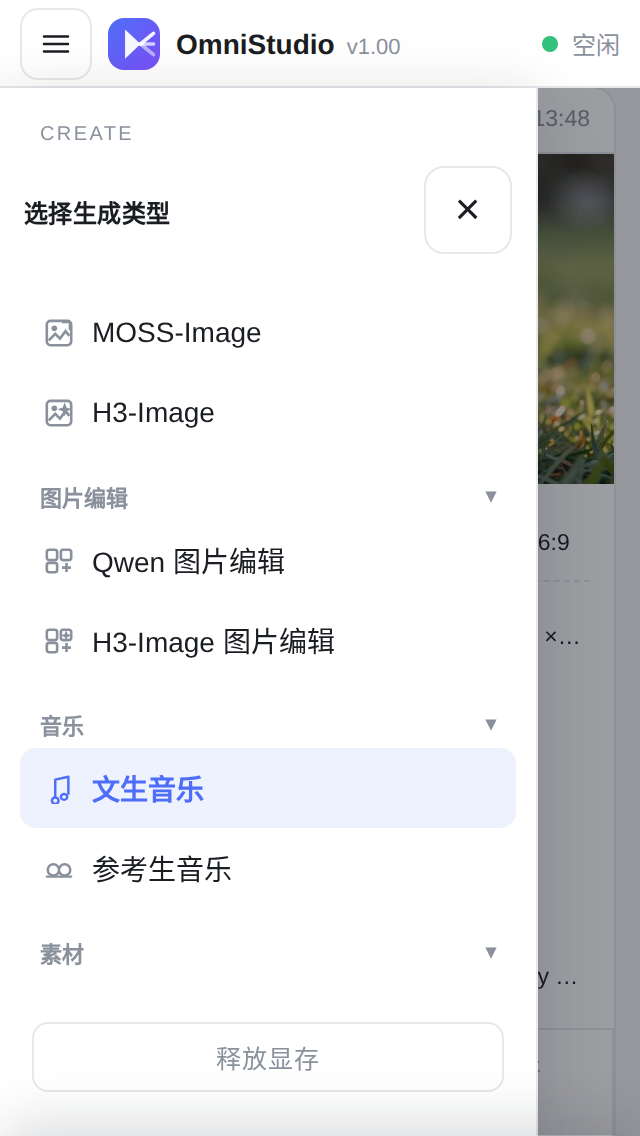 OmniStudio v1.00 空闲
13:48
CREATE
选择生成类型
MOSS-Image
H3-Image
图片编辑
6:9
Qwen 图片编辑
H3-Image 图片编辑
×...
音乐
文生音乐
参考生音乐
素材
y ...
释放显存